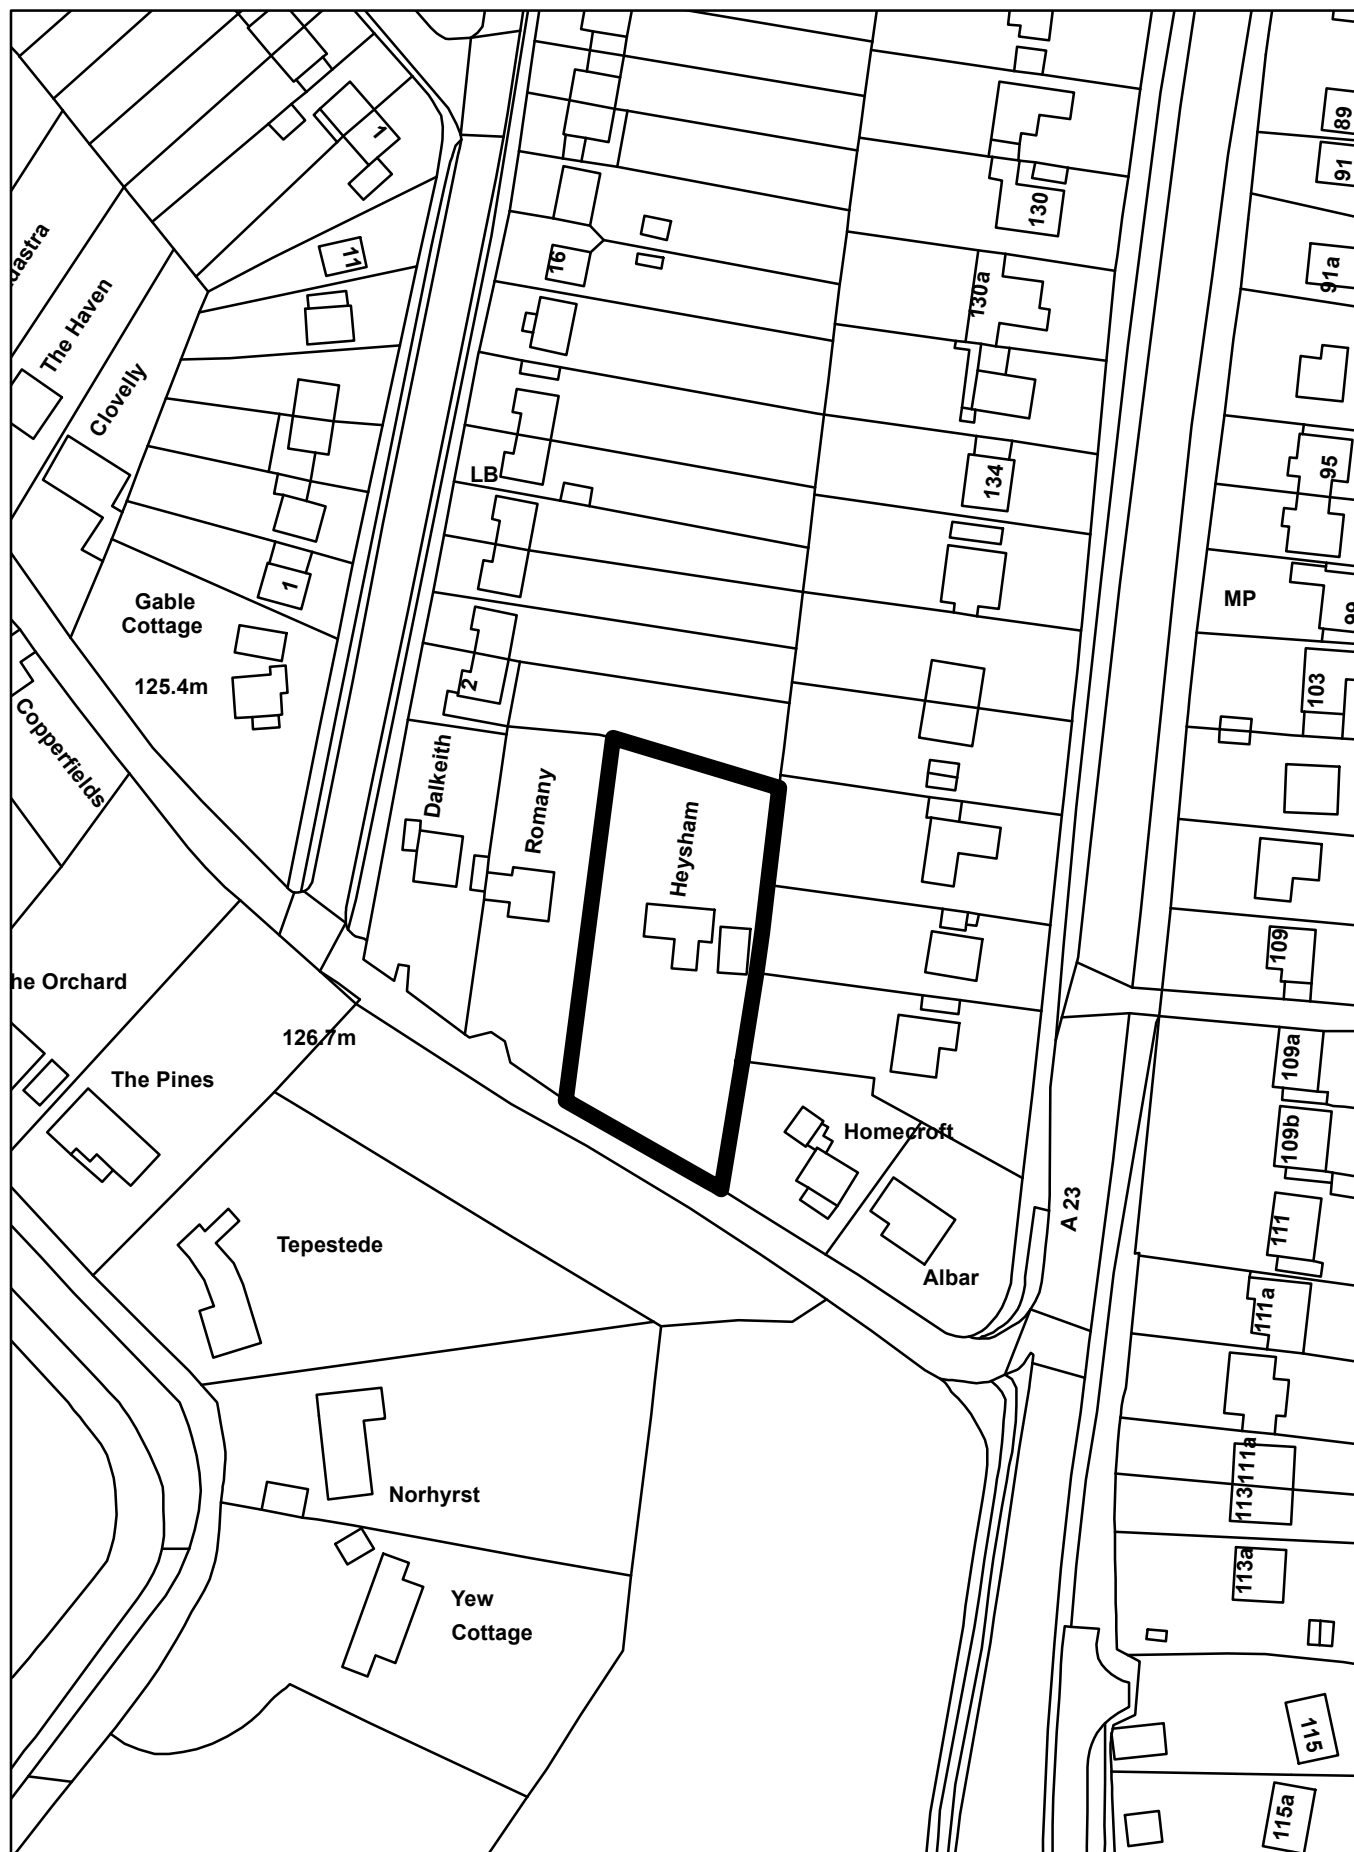 89
1
91
130
11
16
91a
130a
The Haven
Clovelly
95
LB
134
1
Gable
Cottage
MP
2
125.4m
103
Copperfields
Dalkeith
Romany
Heysham
109
he Orchard
126.7m
109a
The Pines
Homecroft
109b
A 23
111
Tepestede
Albar
111a
111a
113
Norhyrst
113a
Yew
Cottage
115
115a